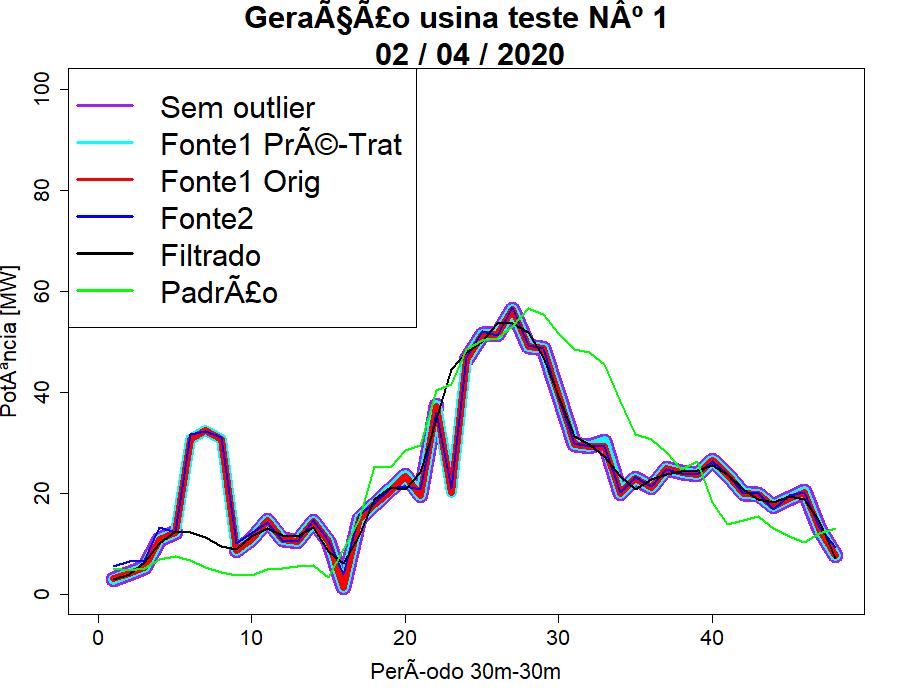 GeraÃ§Ã£o usina teste NÂº 1
02 / 04 / 2020
Sem outlier
Fonte1 PrÃ©-Trat
Fonte1 Orig
Fonte2
Filtrado
PadrÃ£o
PotÃªncia [MW]
100
80
60
40
20
0
0 10 20 30 40
PerÃ­-odo 30m-30m